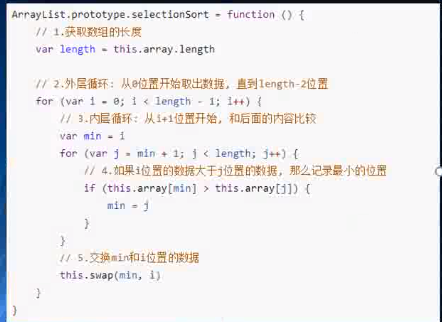 ArrayList.prototype.selectionSort = function () {
// 1.获取数组的长度
var length = this.array.length
// 2.外层循环: 从0位置开始取出数据, 直到length-2位置
for (var i = 0; i < length - 1; i++) {
// 3.内层循环: 从i+1位置开始, 和后面的内容比较
var min = i
for (var j = min + 1; j < length; j++) {
// 4.如果i位置的数据大于j位置的数据, 那么记录最小的位置
if (this.array[min] > this.array[j]) {
min = j
}
}
// 5.交换min和i位置的数据
this.swap(min, i)
}
}